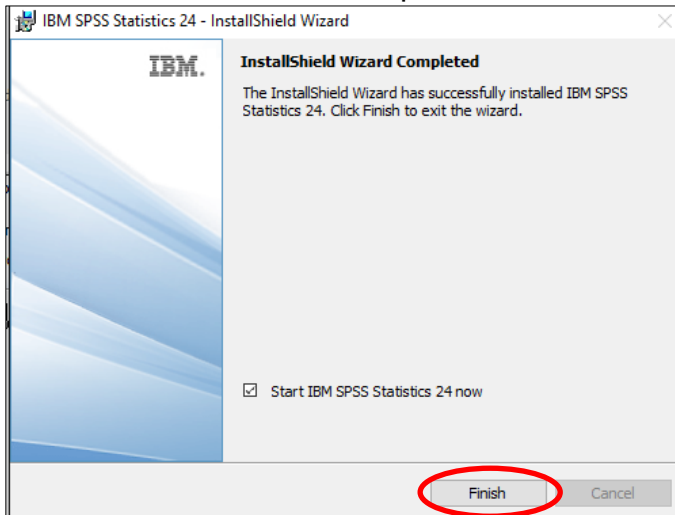 IBM SPSS Statistics 24 - InstallShield Wizard
IBM.
InstallShield Wizard Completed
The InstallShield Wizard has successfully installed IBM SPSS
Statistics 24. Click Finish to exit the wizard.
Start IBM SPSS Statistics 24 now
Finish
Cancel